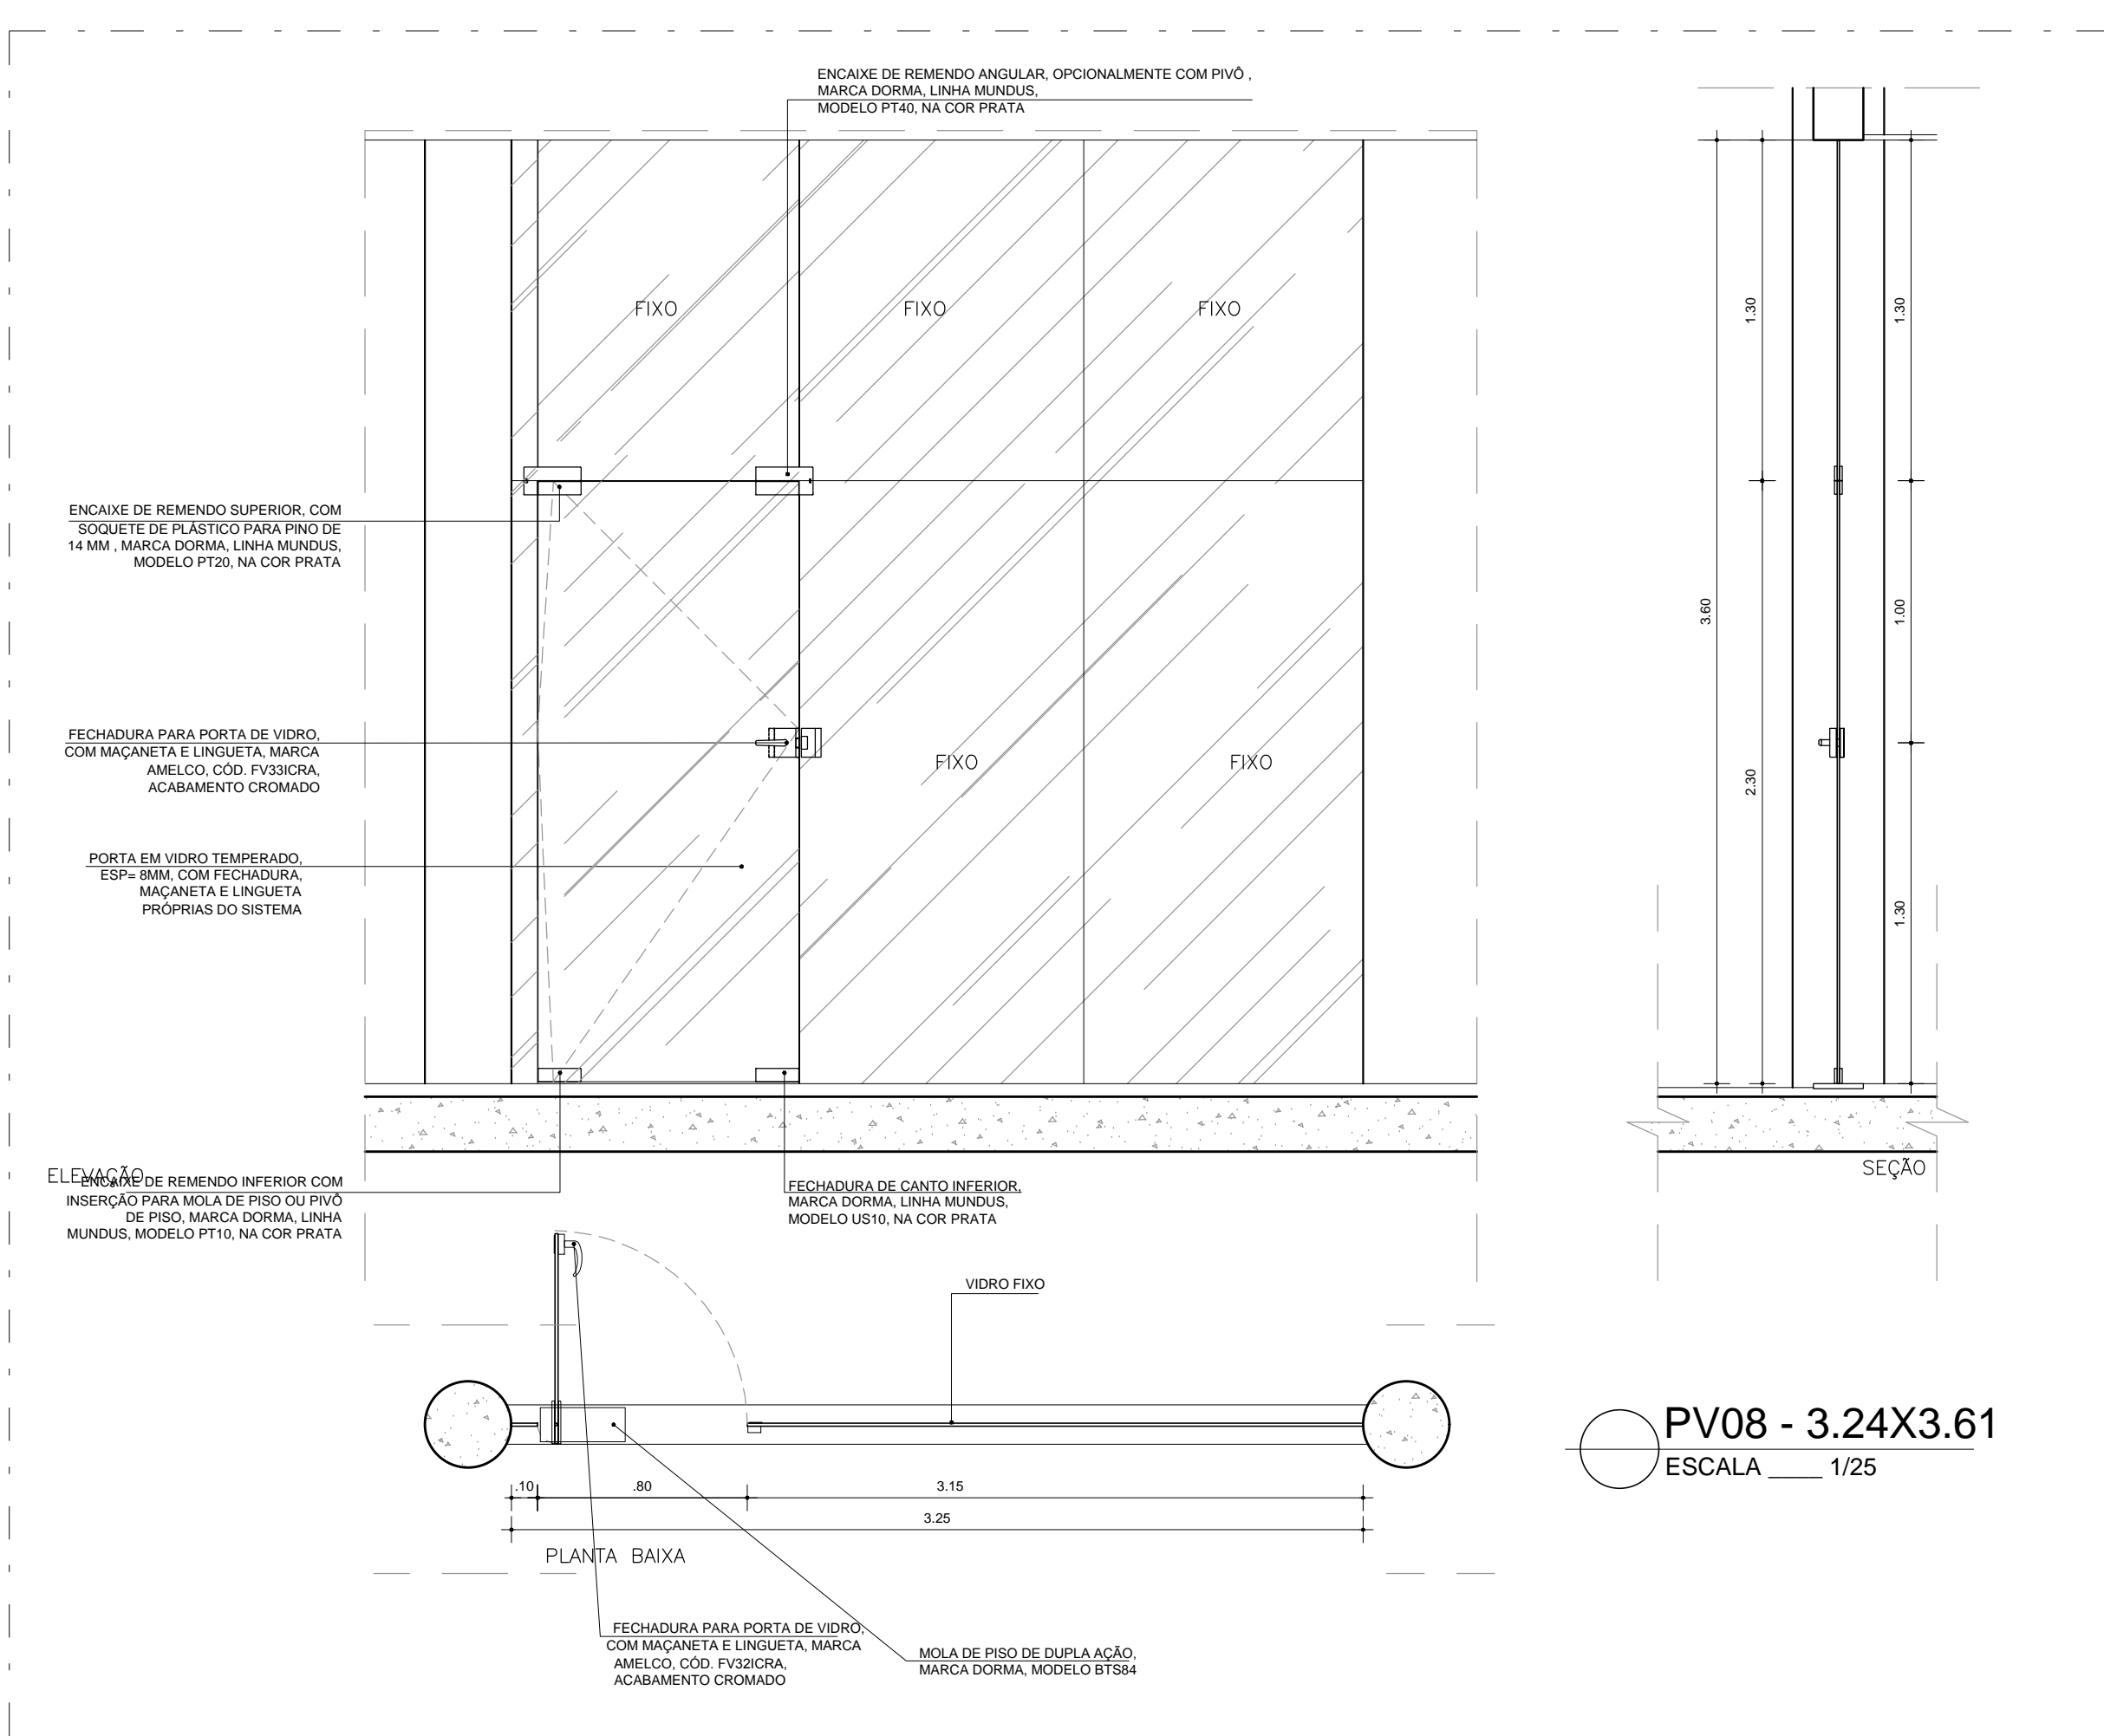 ENCAIXE DE REMENDO ANGULAR, OPCIONALMENTE COM PIVÔ ,
MARCA DORMA, LINHA MUNDUS,
MODELO PT40, NA COR PRATA
FIXO
FIXO
FIXO
1.30
1.30
ENCAIXE DE REMENDO SUPERIOR, COM
SOQUETE DE PLÁSTICO PARA PINO DE
14 MM , MARCA DORMA, LINHA MUNDUS,
MODELO PT20, NA COR PRATA
3.60
1.00
FECHADURA PARA PORTA DE VIDRO,
COM MAÇANETA E LINGUETA, MARCA
AMELCO, CÓD. FV33ICRA,
ACABAMENTO CROMADO
FIXO
FIXO
2.30
PORTA EM VIDRO TEMPERADO,
ESP= 8MM, COM FECHADURA,
MAÇANETA E LINGUETA
PRÓPRIAS DO SISTEMA
1.30
ELEVAÇÃO
SEÇÃO
ENCAIXE DE REMENDO INFERIOR COM
INSERÇÃO PARA MOLA DE PISO OU PIVÔ
DE PISO, MARCA DORMA, LINHA
MUNDUS, MODELO PT10, NA COR PRATA
FECHADURA DE CANTO INFERIOR,
MARCA DORMA, LINHA MUNDUS,
MODELO US10, NA COR PRATA
VIDRO FIXO
PV08 - 3.24X3.61
ESCALA ____ 1/25
.10
.80
3.15
3.25
PLANTA BAIXA
FECHADURA PARA PORTA DE VIDRO,
COM MAÇANETA E LINGUETA, MARCA
AMELCO, CÓD. FV32ICRA,
ACABAMENTO CROMADO
MOLA DE PISO DE DUPLA AÇÃO,
MARCA DORMA, MODELO BTS84